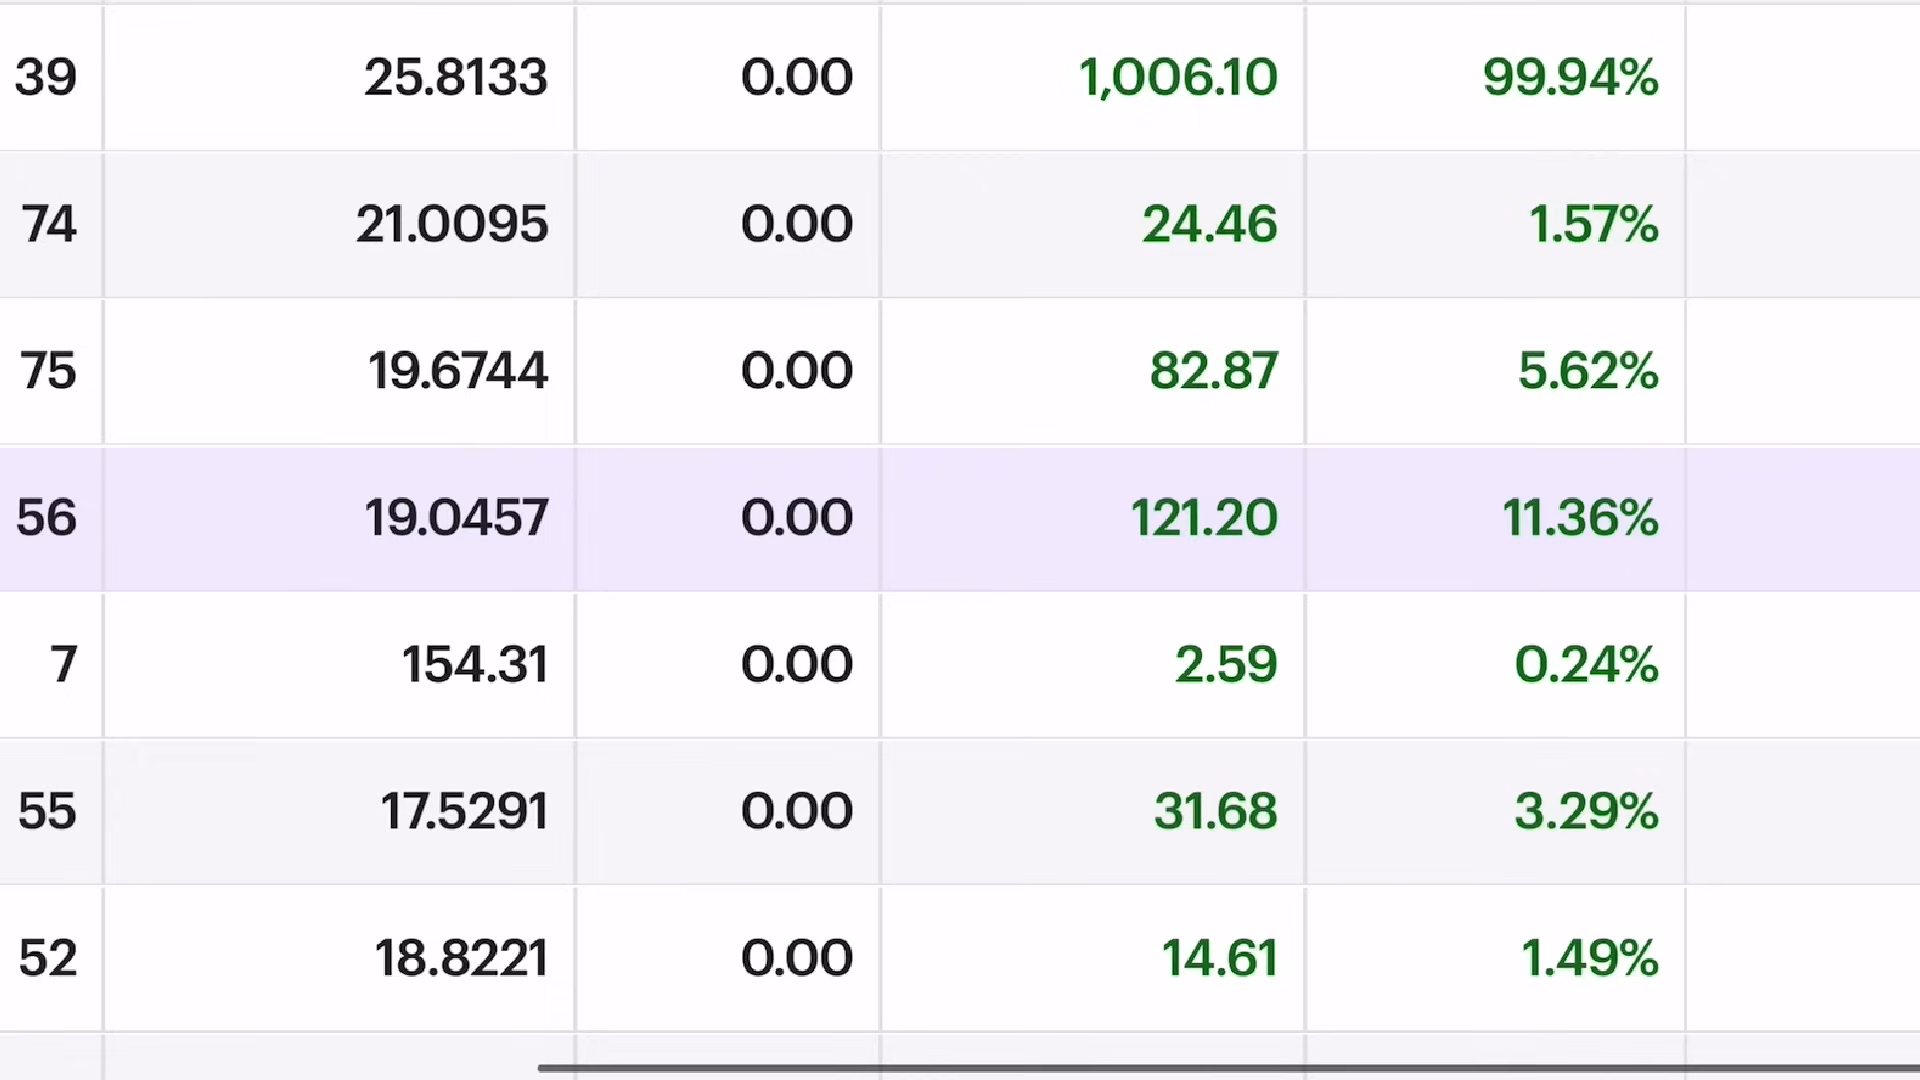 39 25.8133 0.00 1,006.10 99.94%
74 21.0095 0.00 24.46 1.57%
75 19.6744 0.00 82.87 5.62%
56 19.0457 0.00 121.20 11.36%
7 154.31 0.00 2.59 0.24%
55 17.5291 0.00 31.68 3.29%
52 18.8221 0.00 14.61 1.49%